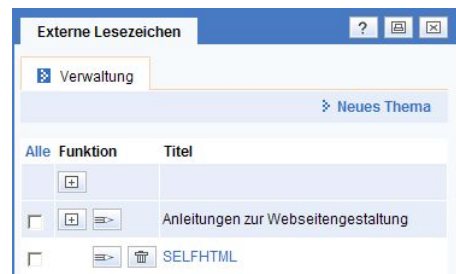 Externe Lesezeichen ?
Verwaltung
Neues Thema
Alle Funktion Titel
Anleitungen zur Webseitengestaltung
SELFHTML